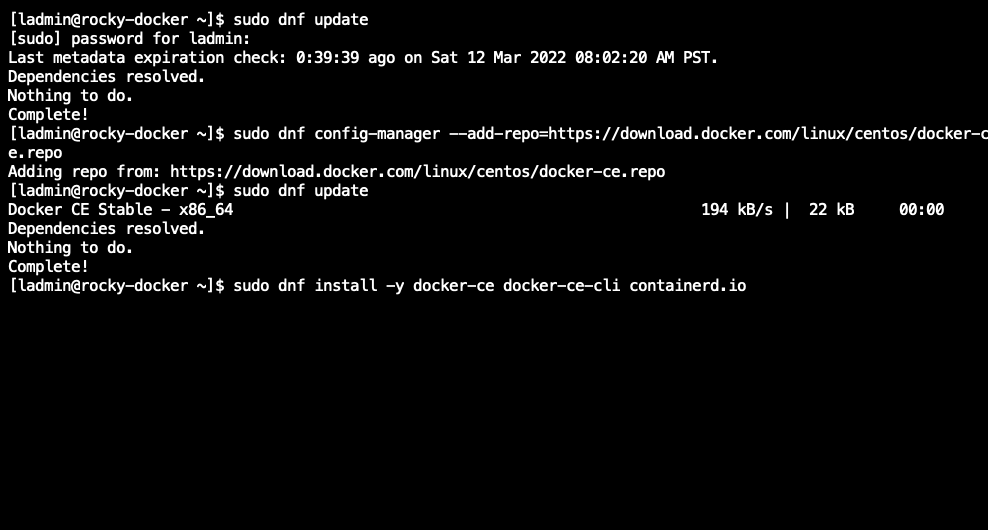 [ladmin@rocky-docker ~]$ sudo dnf update
[sudo] password for ladmin:
Last metadata expiration check: 0:39:39 ago on Sat 12 Mar 2022 08:02:20 AM PST.
Dependencies resolved.
Nothing to do.
Complete!
[ladmin@rocky-docker ~]$ sudo dnf config-manager --add-repo=https://download.docker.com/linux/centos/docker-c
e.repo
Adding repo from: https://download.docker.com/linux/centos/docker-ce.repo
[ladmin@rocky-docker ~]$ sudo dnf update
Docker CE Stable - x86_64 194 kB/s | 22 kB 00:00
Dependencies resolved.
Nothing to do.
Complete!
[ladmin@rocky-docker ~]$ sudo dnf install -y docker-ce docker-ce-cli containerd.io